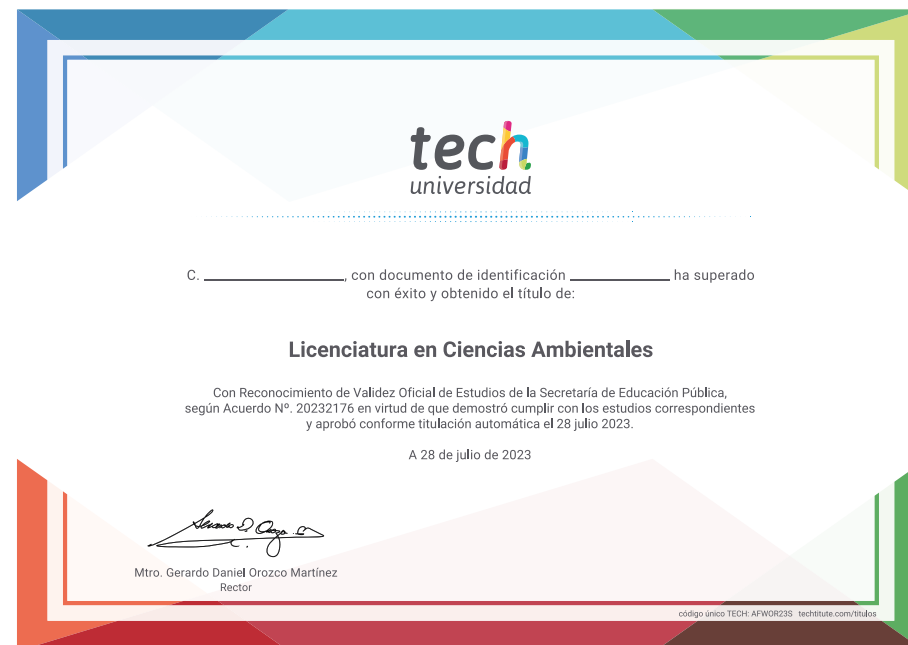 tech
universidad
C. ____________, con documento de identificación ____________ ha superado
con éxito y obtenido el título de:
Licenciatura en Ciencias Ambientales
Con Reconocimiento de Validez Oficial de Estudios de la Secretaría de Educación Pública,
según Acuerdo Nº. 20232176 en virtud de que demostró cumplir con los estudios correspondientes
y aprobó conforme titulación automática el 28 julio 2023.
A 28 de julio de 2023
Mtro. Gerardo Daniel Orozco Martínez
Rector
código único TECH: AFWOR23S techtitute.com/titulos